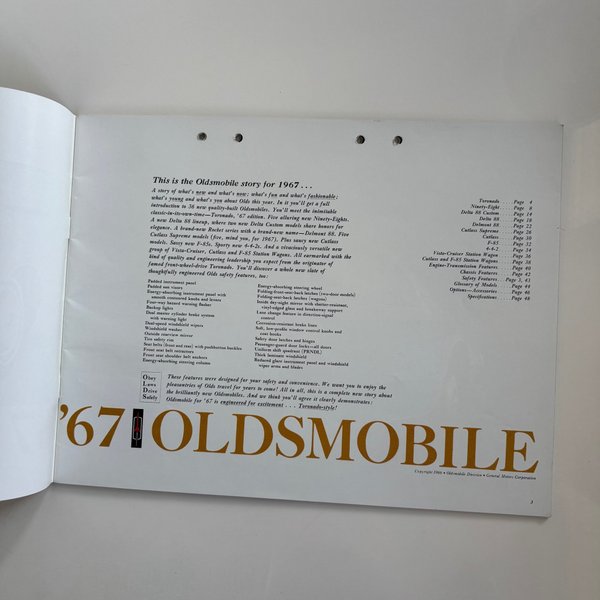 This is the Oldsmobile story for 1967 . . .
A story of what's new and what's now: what's fun and what's fashionable:
what's young and what's you about Olds this year. In it you'll get a full
introduction to 36 new quality-built Oldsmobiles. You'll meet the inimitable
classic-in-its-own-time—Toronado, '67 edition. Five alluring new Ninety-Eights.
A new Delta 88 lineup, where two new Delta Custom models share honors for
elegance. A brand-new Rocket series with a brand-new name—Delmont 88. Five
Cutlass Supreme models (five, mind you, for 1967). Plus saucy new Cutlass
models. Sassy new F-85s. Sporty new 4-4-2s. And a vivaciously versatile new
group of Vista-Cruiser, Cutlass and F-85 Station Wagons. All earmarked with the
kind of quality and engineering leadership you expect from the originator of
famed front-wheel-drive Toronado. You'll discover a whole new slate of
thoughtfully engineered Olds safety features, too:
Padded instrument panel
Padded sun visors
Energy-absorbing instrument panel with
smooth contoured knobs and levers
Four-way hazard warning flasher
Backup lights
Dual master cylinder brake system
with warning light
Dual-speed windshield wipers
Windshield washer
Outside rearview mirror
Tire safety rim
Seat belts (front and rear) with pushbutton buckles
Front seat belt retractors
Front seat shoulder belt anchors
Energy-absorbing steering column
Energy-absorbing steering wheel
Folding-front-seat-back latches (two-door models)
Folding-seat-back latches (wagons)
Inside day-night mirror with shatter-resistant,
vinyl-edged glass and breakaway support
Lane change feature in direction-signal
control
Corrosion-resistant brake lines
Soft, low-profile window control knobs and
coat hooks
Safety door latches and hinges
Passenger-guard door locks—all doors
Uniform shift quadrant (PRNDL)
Thick laminate windshield
Reduced glare instrument panel and windshield
wiper arms and blades
Toronado Page 4
Ninety-Eight Page 8
Delta 88 Custom Page 14
Delta 88 Page 18
Delmont 88 Page 22
Cutlass Supreme Page 26
Cutlass Page 30
F-85 Page 32
4-4-2 Page 34
Vista-Cruiser Station Wagon Page 36
Cutlass and F-85 Station Wagons Page 38
Engine-Transmission Features Page 40
Chassis Features Page 42
Safety Features Page 3, 43
Glossary of Models Page 44
Options—Accessories Page 46
Specifications Page 48
Obey
Laws
Drive
Safely
These features were designed for your safety and convenience. We want you to enjoy the
pleasantries of Olds travel for years to come! All in all, this is a complete new story about
the brilliantly new Oldsmobiles. And we think you'll agree it clearly demonstrates:
Oldsmobile for '67 is engineered for excitement . . . Toronado-style!
'67 OLDSMOBILE
Copyright 1966 • Oldsmobile Division • General Motors Corporation
3